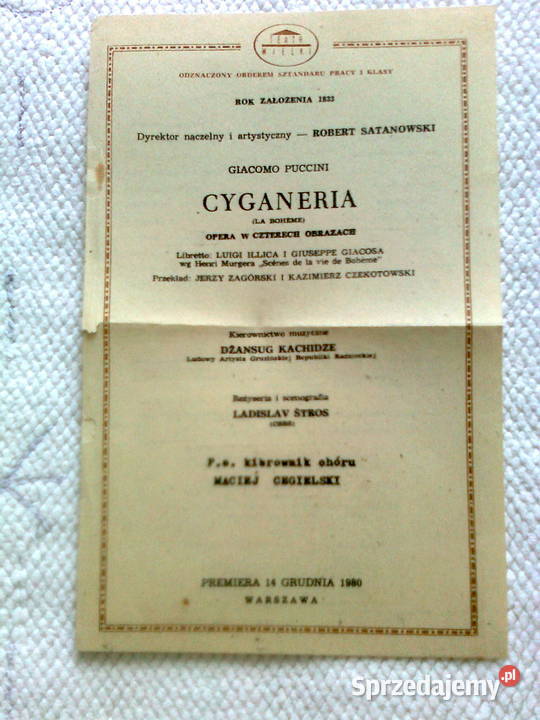 TEATR
WIELKI
ODZNACZONY ORDEREM SZTANDARU PRACY I KLASY
ROK ZAŁOŻENIA 1833
Dyrektor naczelny i artystyczny — ROBERT SATANOWSKI
GIACOMO PUCCINI
CYGANERIA
(LA BOHEME)
OPERA W CZTERECH OBRAZACH
Libretto: LUIGI ILLICA I GIUSEPPE GIACOSA
wg Henri Murgera „Scènes de la vie de Boheme”
Przekład: JERZY ZAGÓRSKI I KAZIMIERZ CZEKOTOWSKI
Kierownictwo muzyczne
DŻANSUG KACHIDZE
Ludowy Artysta Gruzińskiej Republiki Radzieckiej
Reżyseria i scenografia
LADISLAV ŠTROS
(CSRS)
P.o. kierownik chóru
MACIEJ CEGIELSKI
PREMIERA 14 GRUDNIA 1980
WARSZAWA
Sprzedajemy.pl